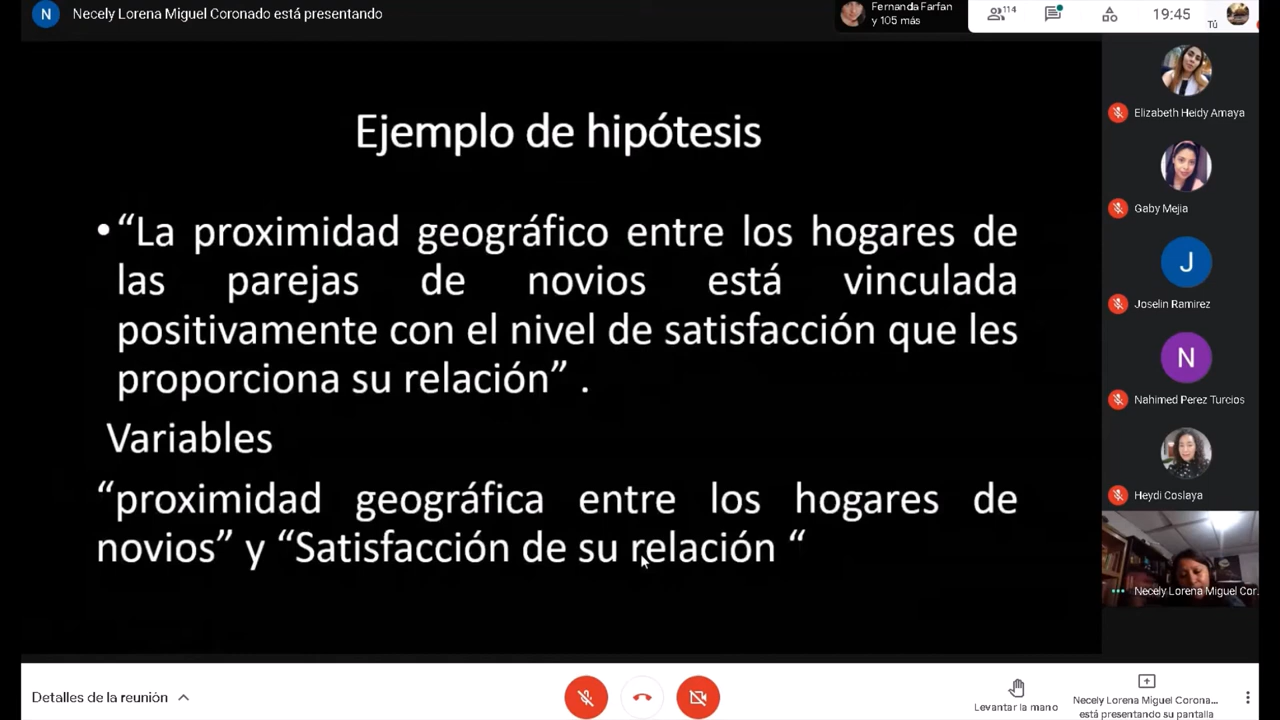 N Necely Lorena Miguel Coronado está presentando
Fernanda Farfan
y 105 más
114
19:45
Tú
Ejemplo de hipótesis
• “La proximidad geográfico entre los hogares de
las parejas de novios está vinculada
positivamente con el nivel de satisfacción que les
proporciona su relación” .
Variables
“proximidad geográfica entre los hogares de
novios” y “Satisfacción de su relación “
Elizabeth Heidy Amaya
Gaby Mejia
J
Joselin Ramirez
N
Nahimed Perez Turcios
Heydi Coslaya
Necely Lorena Miguel Cor...
Detalles de la reunión
Levantar la mano
Necely Lorena Miguel Corona...
está presentando su pantalla